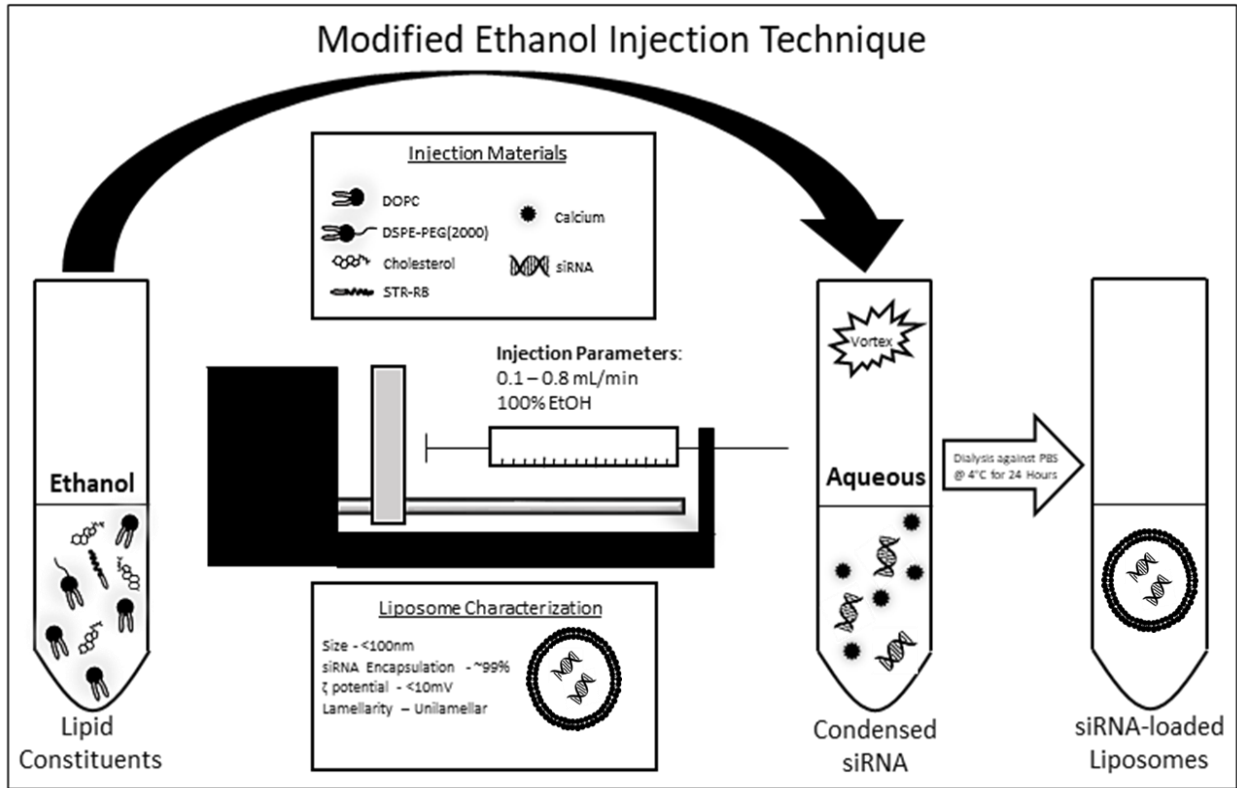 Modified Ethanol Injection Technique
Injection Materials
DOPC
DSPE-PEG(2000)
Cholesterol
STR-RB
Calcium
siRNA
Injection Parameters:
0.1 – 0.8 mL/min
100% EtOH
Vortex
Ethanol
Aqueous
Dialysis against PBS
@ 4°C for 24 Hours
Liposome Characterization
Size - <100nm
siRNA Encapsulation - ~99%
ζ potential - <10mV
Lamellarity – Unilamellar
Lipid
Constituents
Condensed
siRNA
siRNA-loaded
Liposomes